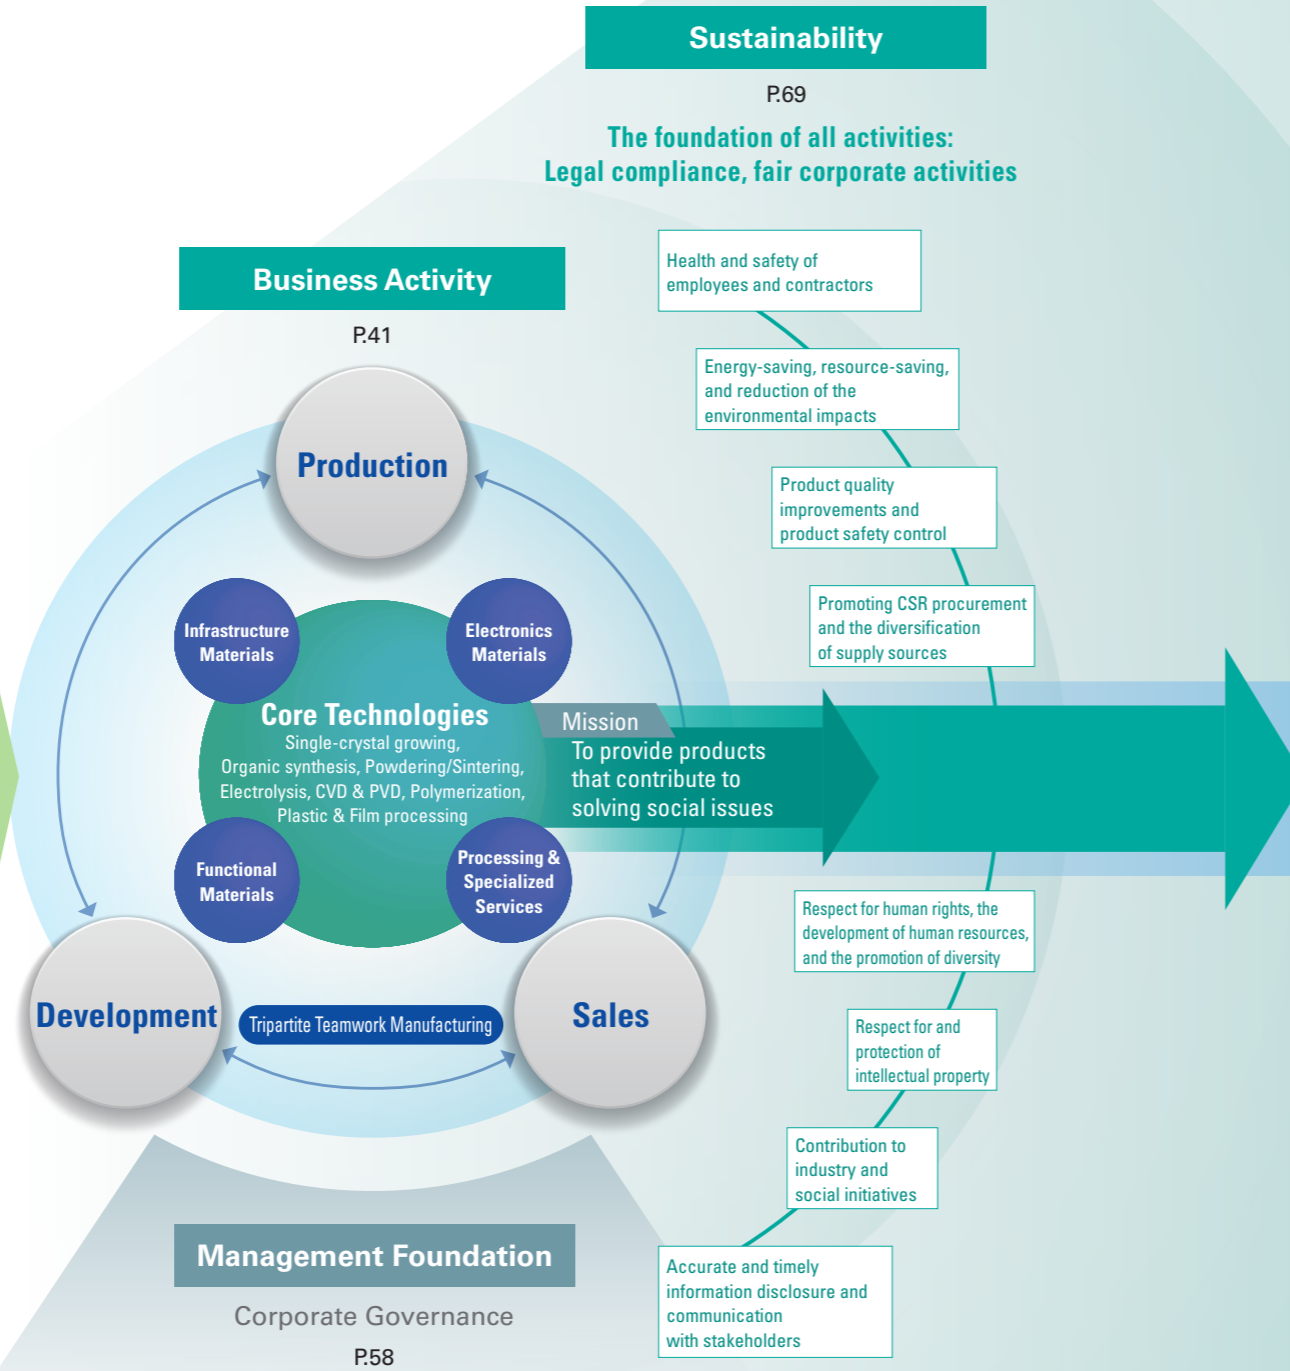 Sustainability
P.69
The foundation of all activities:
Legal compliance, fair corporate activities
Business Activity
P.41
Production
Infrastructure
Materials
Electronics
Materials
Core Technologies
Single-crystal growing,
Organic synthesis, Powdering/Sintering,
Electrolysis, CVD & PVD, Polymerization,
Plastic & Film processing
Functional
Materials
Processing &
Specialized
Services
Mission
To provide products
that contribute to
solving social issues
Development
Tripartite Teamwork Manufacturing
Sales
Management Foundation
Corporate Governance
P.58
Health and safety of
employees and contractors
Energy-saving, resource-saving,
and reduction of the
environmental impacts
Product quality
improvements and
product safety control
Promoting CSR procurement
and the diversification
of supply sources
Respect for human rights, the
development of human resources,
and the promotion of diversity
Respect for and
protection of
intellectual property
Contribution to
industry and
social initiatives
Accurate and timely
information disclosure and
communication
with stakeholders